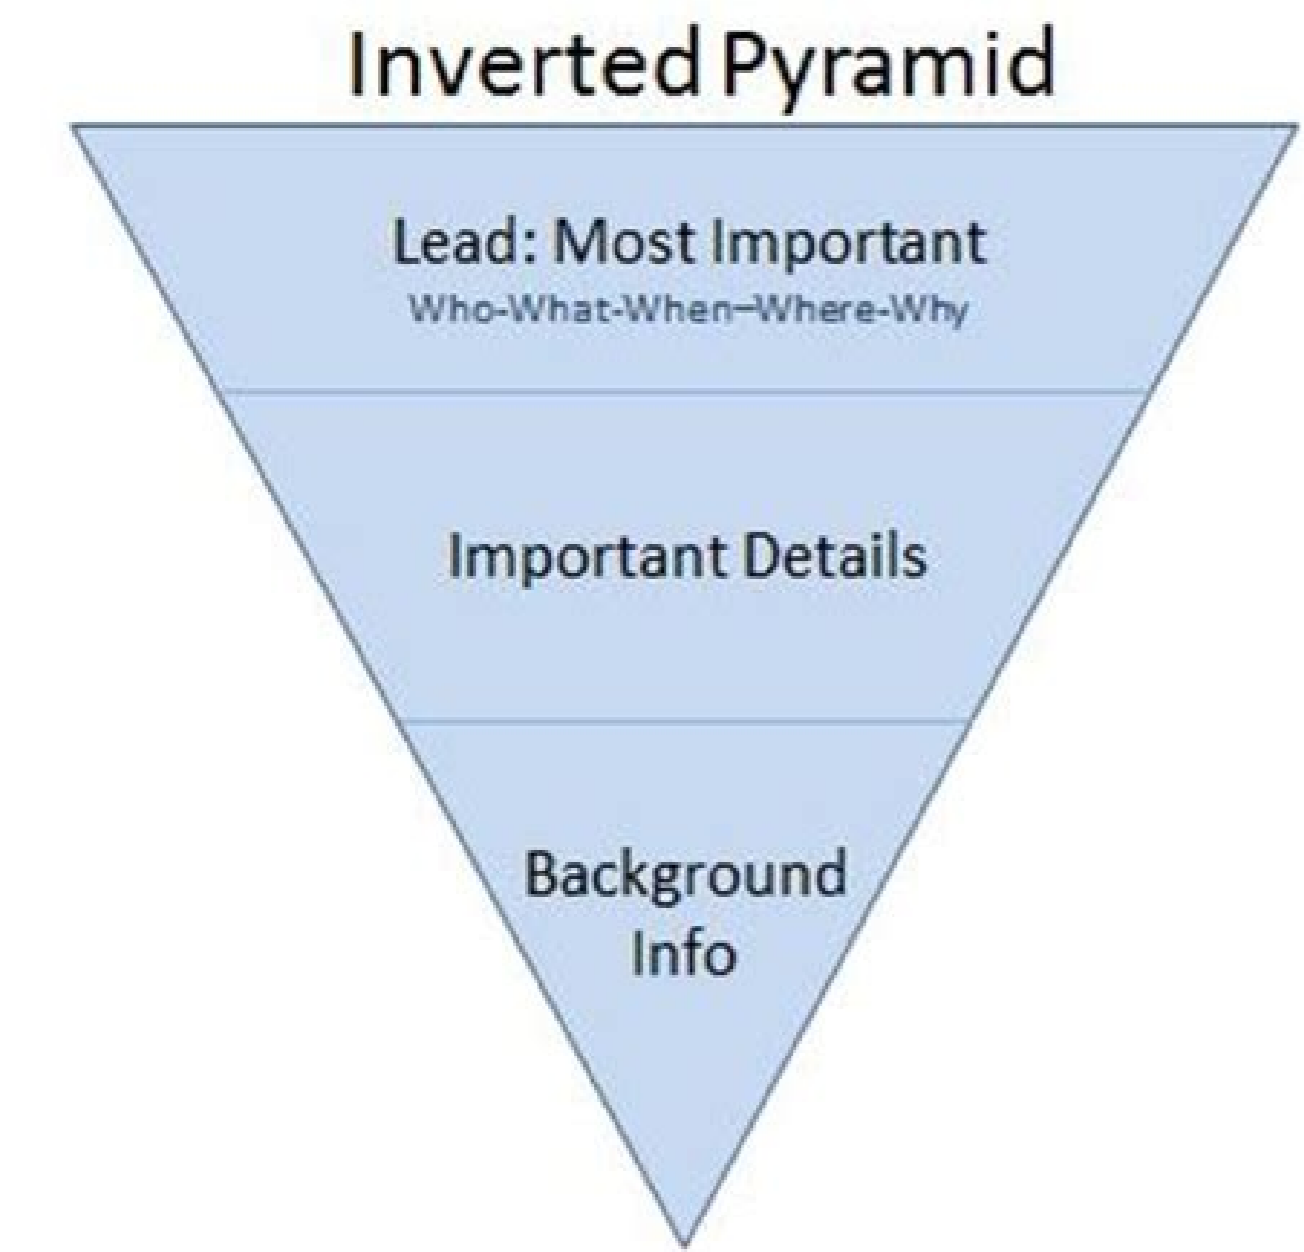 Inverted Pyramid
Lead: Most Important
Who-What-When–Where-Why
Important Details
Background
Info